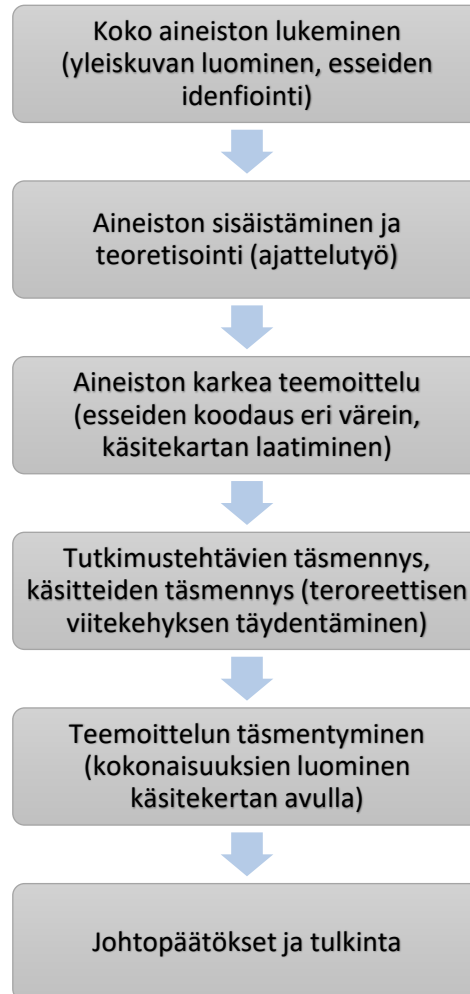 Koko aineiston lukeminen
(yleiskuvan luominen, esseiden
idenfiointi)
Aineiston sisäistäminen ja
teoretisointi (ajattelutyö)
Aineiston karkea teemoittelu
(esseiden koodaus eri värein,
käsitekartan laatiminen)
Tutkimustehtävien täsmennys,
käsitteiden täsmennys (teroreettisen
viitekehyksen täydentäminen)
Teemoittelun täsmentyminen
(kokonaisuuksien luominen
käsitekertan avulla)
Johtopäätökset ja tulkinta